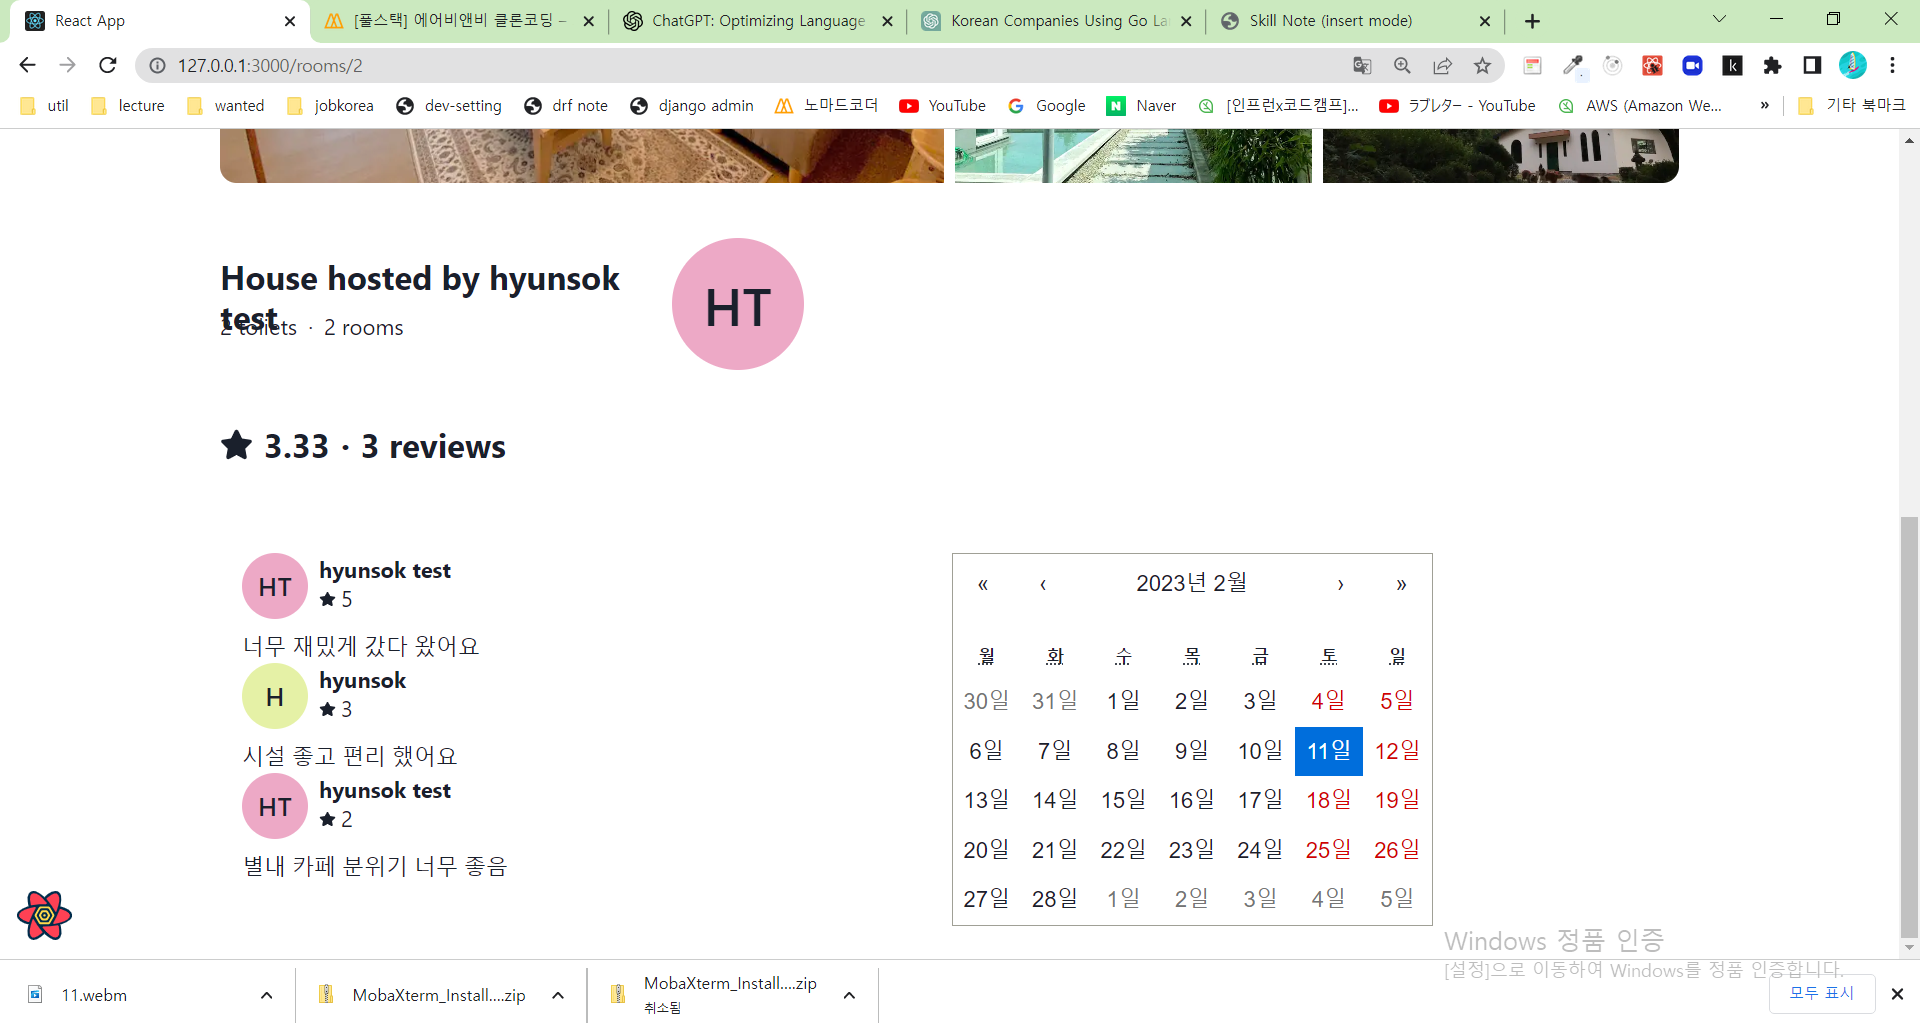 React App
[풀스택] 에어비앤비 클론코딩 –
ChatGPT: Optimizing Language
Korean Companies Using Go La
Skill Note (insert mode)
127.0.0.1:3000/rooms/2
util
lecture
wanted
jobkorea
dev-setting
drf note
django admin
노마드코더
YouTube
Google
Naver
[인프런x코드캠프]...
ラブレター - YouTube
AWS (Amazon We...
»
기타 북마크
House hosted by hyunsok
test
2 toliets · 2 rooms
HT
3.33 · 3 reviews
HT
hyunsok test
5
너무 재밌게 갔다 왔어요
H
hyunsok
3
시설 좋고 편리 했어요
HT
hyunsok test
2
별내 카페 분위기 너무 좋음
« ‹ 2023년 2월 › »
월 화 수 목 금 토 일
30일 31일 1일 2일 3일 4일 5일
6일 7일 8일 9일 10일 11일 12일
13일 14일 15일 16일 17일 18일 19일
20일 21일 22일 23일 24일 25일 26일
27일 28일 1일 2일 3일 4일 5일
Windows 정품 인증
[설정]으로 이동하여 Windows를 정품 인증합니다.
11.webm
MobaXterm_Install....zip
MobaXterm_Install....zip
취소됨
모두 표시